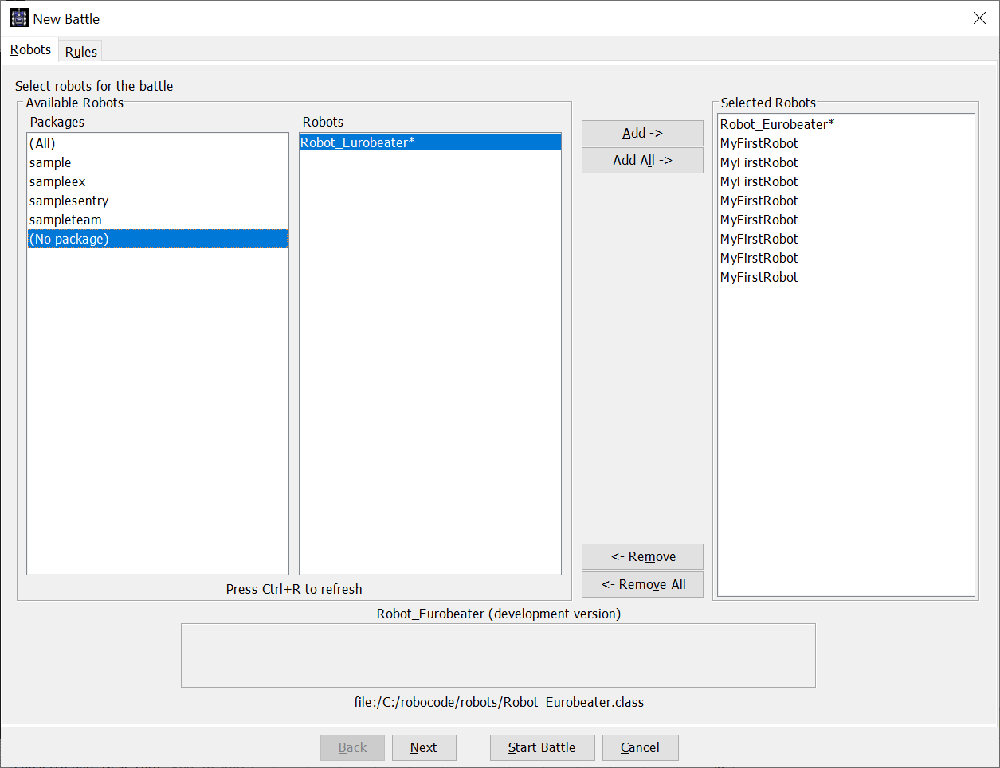 New Battle
Robots Rules
Select robots for the battle
Available Robots
Packages
(All)
sample
sampleex
samplesentry
sampleteam
(No package)
Robots
Robot_Eurobeater*
Press Ctrl+R to refresh
Add ->
Add All ->
<- Remove
<- Remove All
Selected Robots
Robot_Eurobeater*
MyFirstRobot
MyFirstRobot
MyFirstRobot
MyFirstRobot
MyFirstRobot
MyFirstRobot
MyFirstRobot
MyFirstRobot
Robot_Eurobeater (development version)
file:/C:/robocode/robots/Robot_Eurobeater.class
Back Next Start Battle Cancel